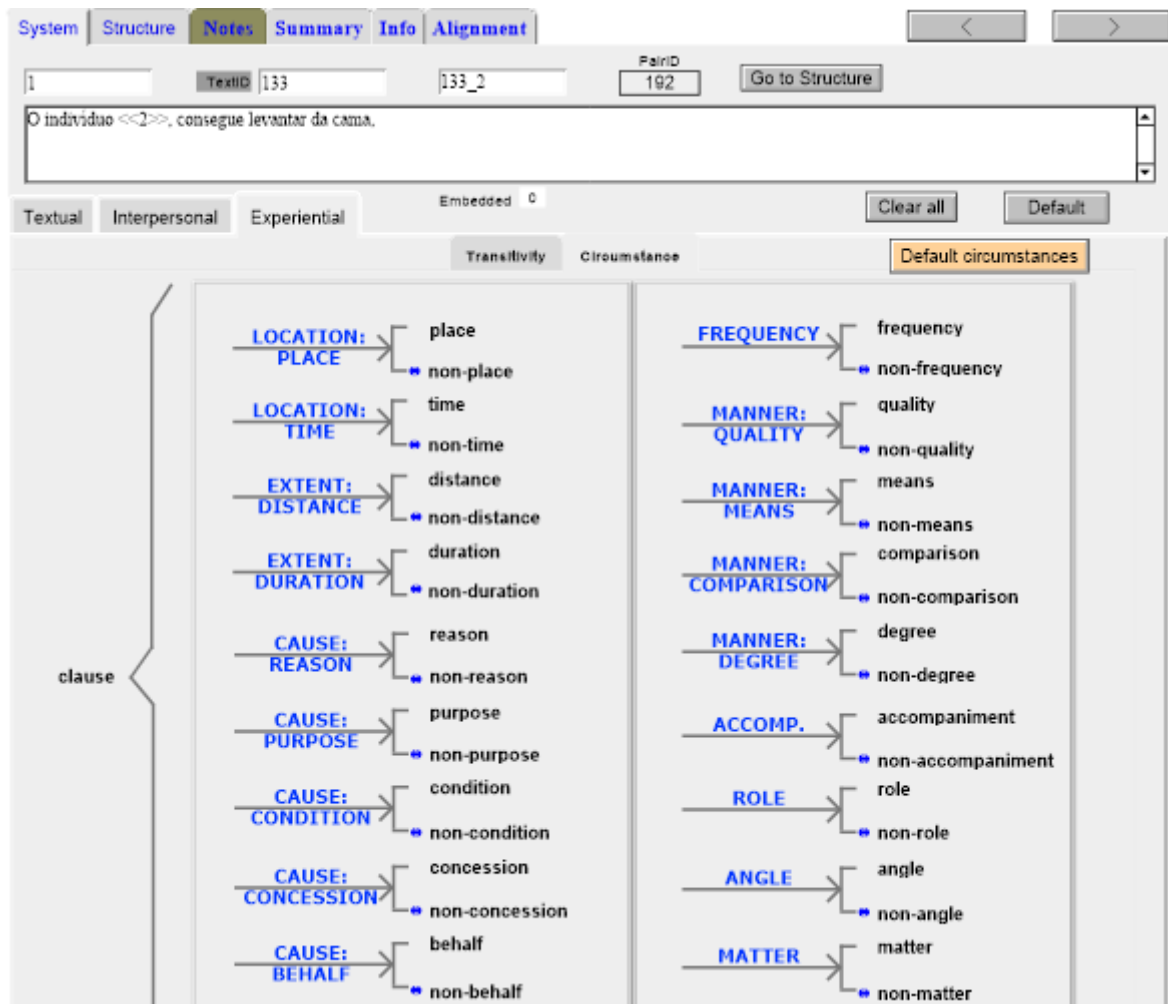 System Structure Notes Summary Info Alignment < >
PairID
1 TextID 133 133_2 192 Go to Structure
O individuo <<2>>, consegue levantar da cama,
Embedded 0
Textual Interpersonal Experiential Clear all Default
Transitivity Circumstance Default circumstances
clause
LOCATION: PLACE
place
non-place
LOCATION: TIME
time
non-time
EXTENT: DISTANCE
distance
non-distance
EXTENT: DURATION
duration
non-duration
CAUSE: REASON
reason
non-reason
CAUSE: PURPOSE
purpose
non-purpose
CAUSE: CONDITION
condition
non-condition
CAUSE: CONCESSION
concession
non-concession
CAUSE: BEHALF
behalf
non-behalf
FREQUENCY
frequency
non-frequency
MANNER: QUALITY
quality
non-quality
MANNER: MEANS
means
non-means
MANNER: COMPARISON
comparison
non-comparison
MANNER: DEGREE
degree
non-degree
ACCOMP.
accompaniment
non-accompaniment
ROLE
role
non-role
ANGLE
angle
non-angle
MATTER
matter
non-matter